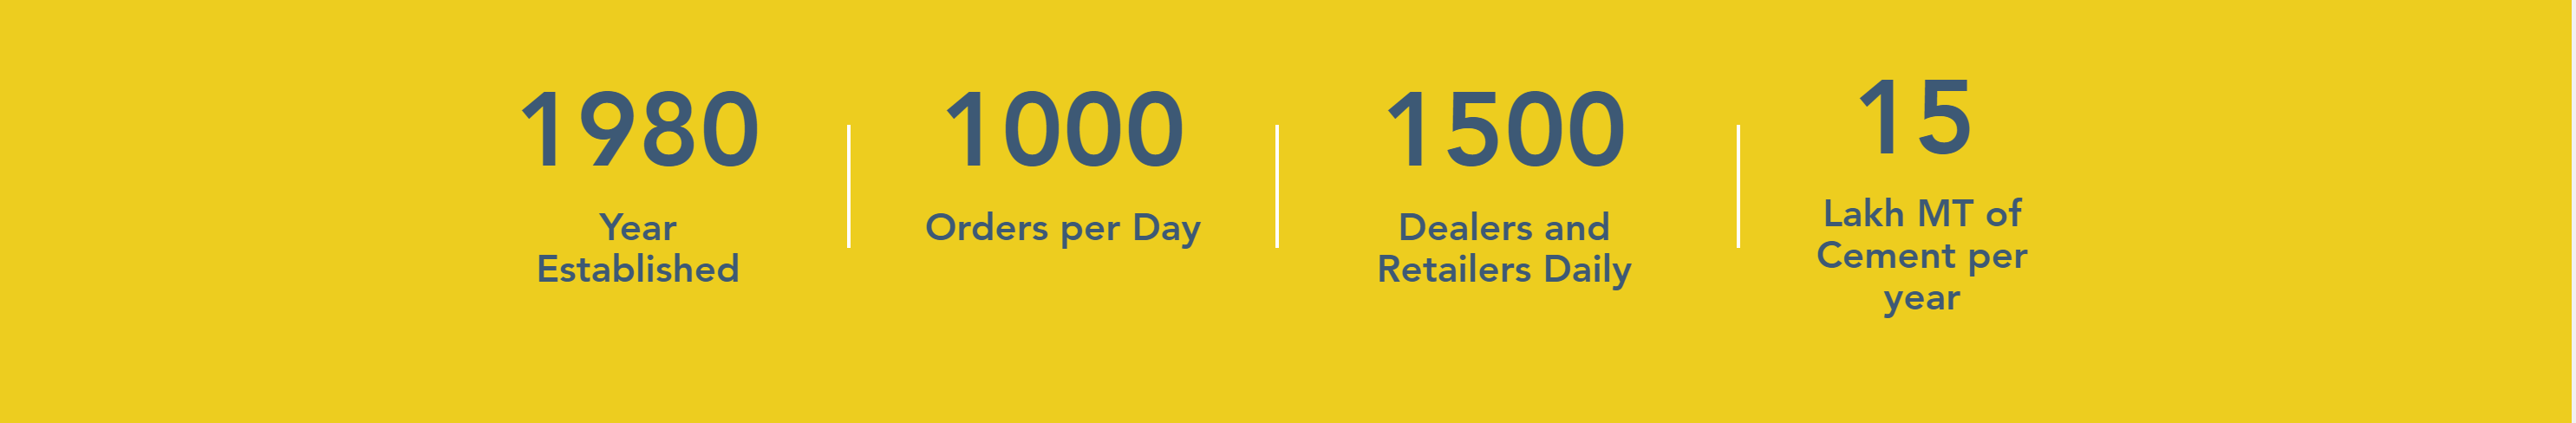 1980
Year
Established
1000
Orders per Day
1500
Dealers and
Retailers Daily
15
Lakh MT of
Cement per
year